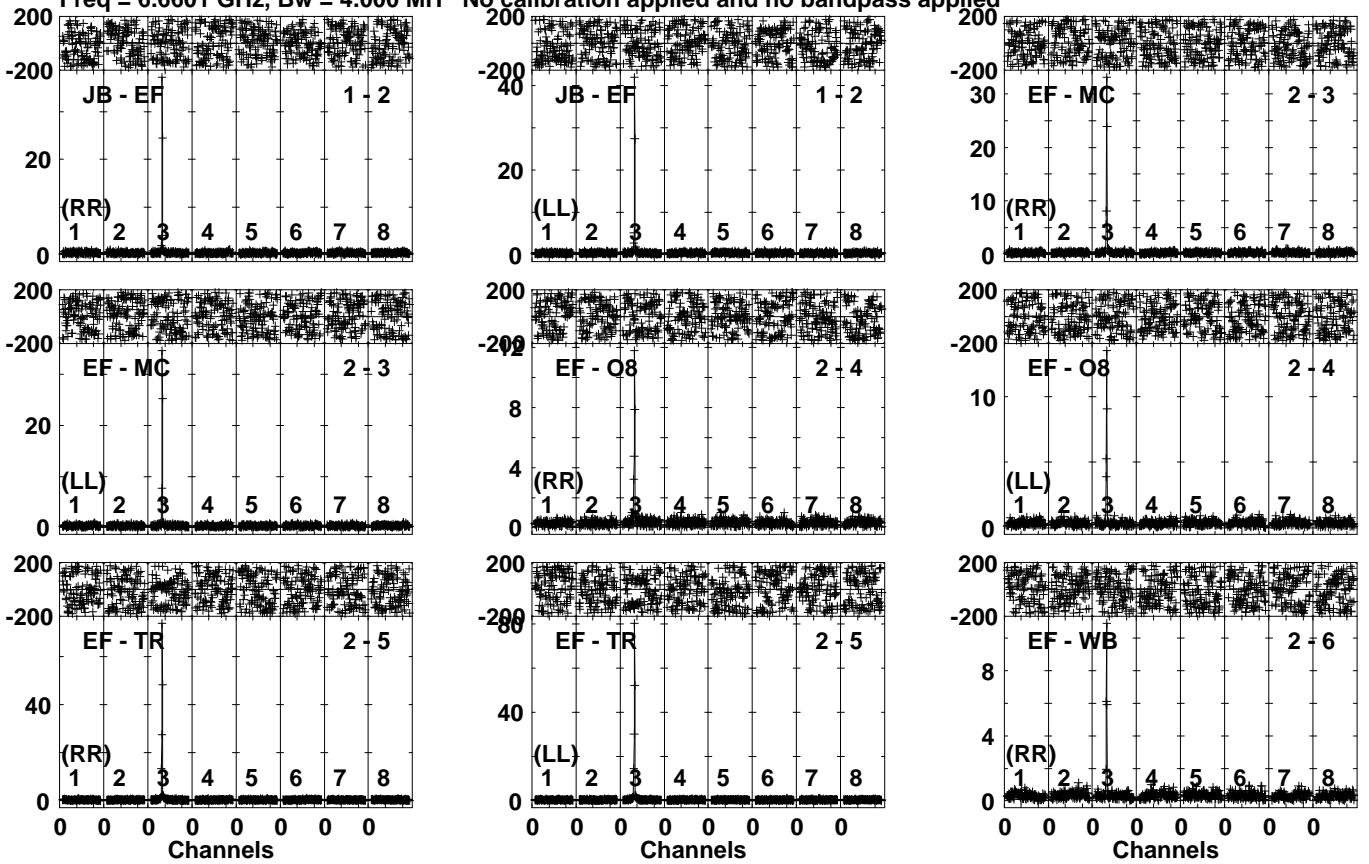 Freq = 6.6601 GHz, Bw = 4.000 MH No calibration applied and no bandpass applied
200 200 200
-200 -200 -200
JB - EF 1 - 2 40 JB - EF 1 - 2 30 EF - MC 2 - 3
20 20 20
10
(RR) (LL) (RR)
1 2 3 4 5 6 7 8 1 2 3 4 5 6 7 8 1 2 3 4 5 6 7 8
0 0 0
200 200 200
-200 -200 12 -200
EF - MC 2 - 3 EF - O8 2 - 4 EF - O8 2 - 4
20 8 10
4
(LL) (RR) (LL)
1 2 3 4 5 6 7 8 1 2 3 4 5 6 7 8 1 2 3 4 5 6 7 8
0 0 0
200 200 200
-200 -200 80 -200
EF - TR 2 - 5 EF - TR 2 - 5 EF - WB 2 - 6
8
40 40 4
(RR) (LL) (RR)
1 2 3 4 5 6 7 8 1 2 3 4 5 6 7 8 1 2 3 4 5 6 7 8
0 0 0
0 0 0 0 0 0 0 0 0 0 0 0 0 0 0 0 0 0 0 0 0 0 0 0
Channels Channels Channels